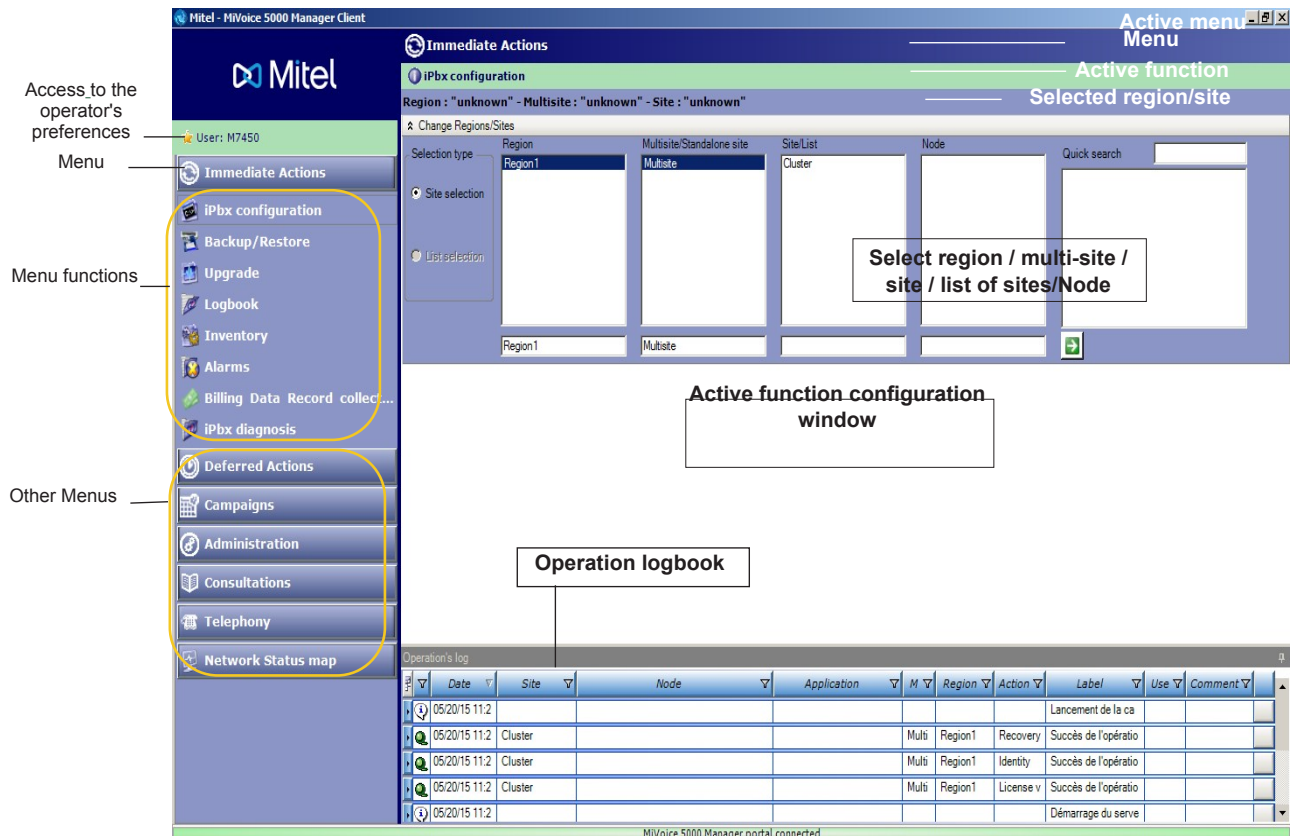 Mitel - MiVoice 5000 Manager Client
Active menu
Menu
Immediate Actions
Mitel
iPbx configuration
Active function
Region : "unknown" - Multisite : "unknown" - Site : "unknown"
Selected region/site
Access to the
operator's
preferences
User: M7450
Change Regions/Sites
Selection type
Region
Multisite/Standalone site
Site/List
Node
Quick search
Region1
Multisite
Cluster
Site selection
List selection
Select region / multi-site /
site / list of sites/Node
Region1
Multisite
Menu
Immediate Actions
Menu functions
iPbx configuration
Backup/Restore
Upgrade
Logbook
Inventory
Alarms
Billing Data Record collect...
iPbx diagnosis
Active function configuration
window
Other Menus
Deferred Actions
Campaigns
Administration
Consultations
Telephony
Network Status map
Operation logbook
Operation's log
Date Site Node Application M Region Action Label Use Comment
05/20/15 11:2 Lancement de la ca
05/20/15 11:2 Cluster Multi Region1 Recovery Succès de l'opératio
05/20/15 11:2 Cluster Multi Region1 Identity Succès de l'opératio
05/20/15 11:2 Cluster Multi Region1 License v Succès de l'opératio
05/20/15 11:2 Démarrage du serve
MiVoice 5000 Manager portal connected